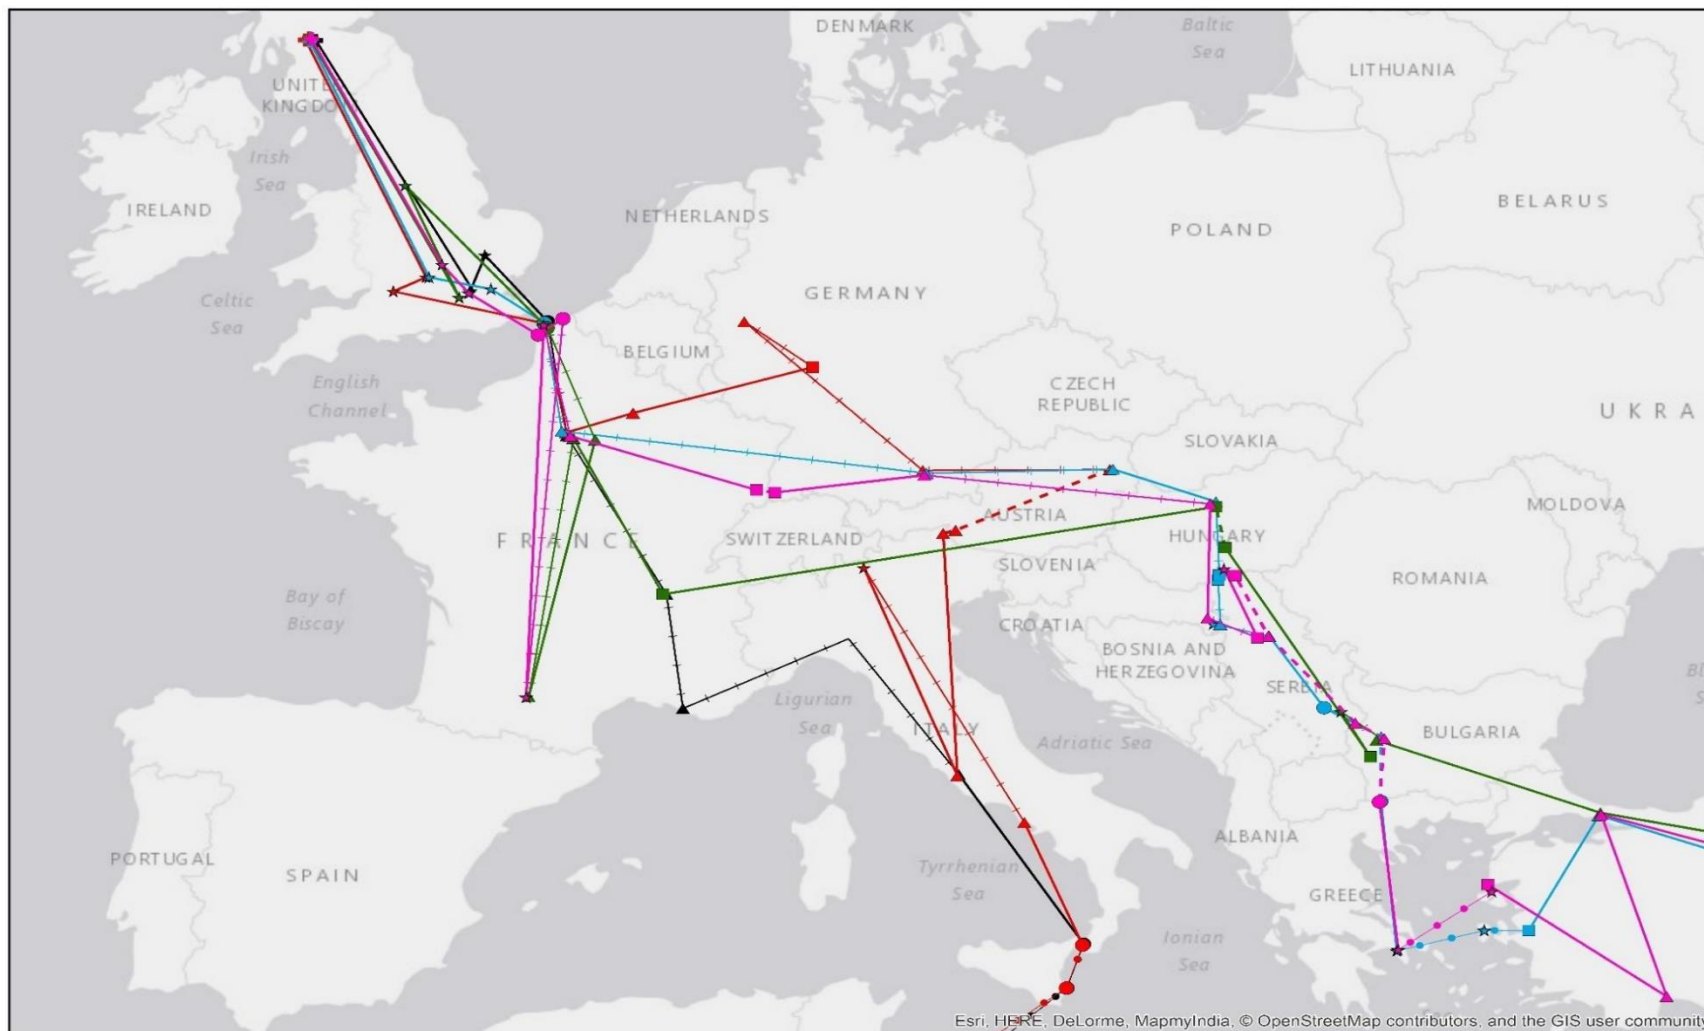 DENMARK
Baltic
Sea
LITHUANIA
UNITE
KINGDO
Irish
Sea
IRELAND
NETHERLANDS
BELARUS
POLAND
GERMANY
Celtic
Sea
BELGIUM
English
Channel
CZECH
REPUBLIC
UKRA
SLOVAKIA
MOLDOVA
AUSTRIA
FRANCE
SWITZERLAND
HUNGARY
SLOVENIA
ROMANIA
Bay of
Biscay
CROATIA
BOSNIA AND
HERZEGOVINA
SERBIA
Ligurian
Sea
ITALY
Adriatic Sea
BULGARIA
ALBANIA
PORTUGAL
SPAIN
Tyrrhenian
Sea
GREECE
Ionian
Sea
Esri, HERE, DeLorme, MapmyIndia, © OpenStreetMap contributors, and the GIS user communit